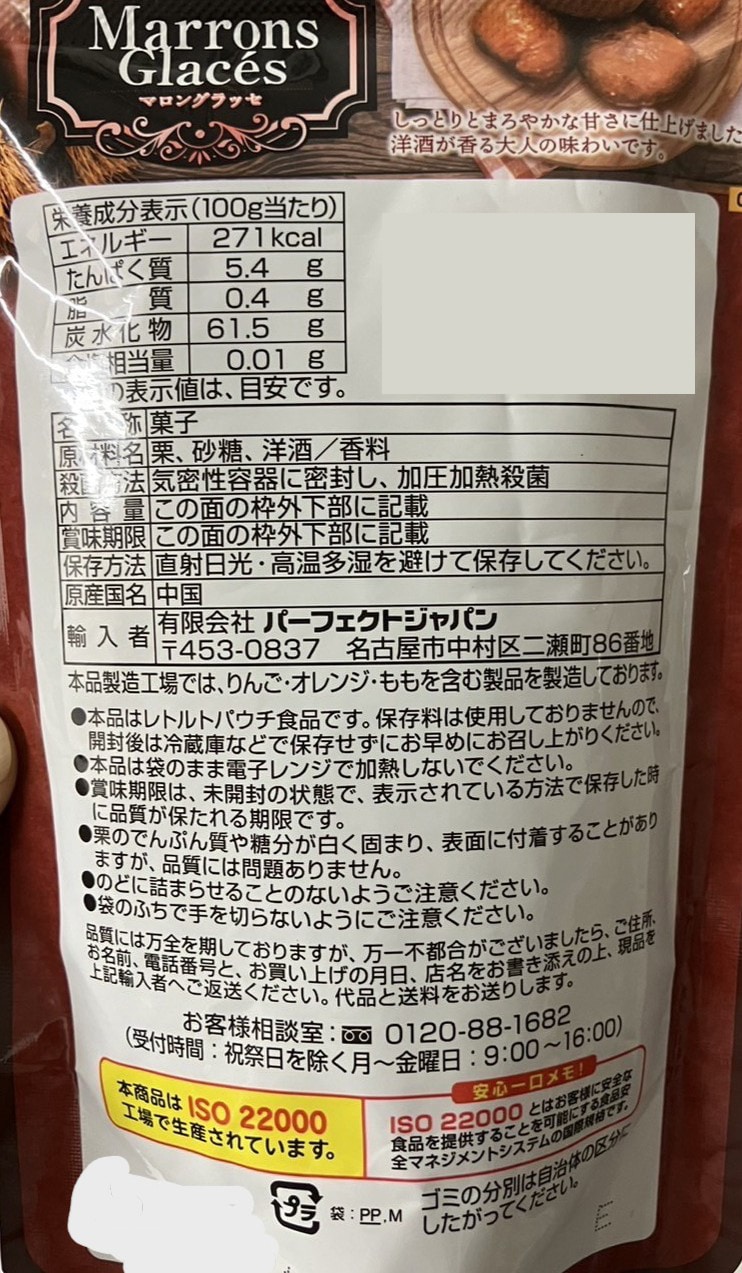 Marrons
Glacés
マロングラッセ
しっとりとまろやかな甘さに仕上げました
洋酒が香る大人の味わいです。
栄養成分表示(100g当たり)
エネルギー 271kcal
たんぱく質 5.4 g
脂質 0.4 g
炭水化物 61.5 g
相当量 0.01 g
の表示値は、目安です。
名称 菓子
原材料名 栗、砂糖、洋酒／香料
殺菌方法 気密性容器に密封し、加圧加熱殺菌
内容量 この面の枠外下部に記載
賞味期限 この面の枠外下部に記載
保存方法 直射日光・高温多湿を避けて保存してください。
原産国名 中国
輸入者 有限会社 パーフェクトジャパン
〒453-0837 名古屋市中村区二瀬町86番地
本品製造工場では、りんご・オレンジ・ももを含む製品を製造しております。
●本品はレトルトパウチ食品です。保存料は使用しておりませんので、
開封後は冷蔵庫などで保存せずにお早めにお召し上がりください。
●本品は袋のまま電子レンジで加熱しないでください。
●賞味期限は、未開封の状態で、表示されている方法で保存した時
に品質が保たれる期限です。
●栗のでんぷん質や糖分が白く固まり、表面に付着することがあり
ますが、品質には問題ありません。
●のどに詰まらせることのないようご注意ください。
●袋のふちで手を切らないようにご注意ください。
品質には万全を期しておりますが、万一不都合がございましたら、ご住所、
お名前、電話番号と、お買い上げの月日、店名をお書き添えの上、現品を
上記輸入者へご返送ください。代品と送料をお送りします。
お客様相談室：0120-88-1682
(受付時間：祝祭日を除く月～金曜日：9:00～16:00)
本商品は ISO 22000
工場で生産されています。
安心一口メモ！
ISO 22000 とはお客様に安全な
食品を提供することを可能にする食品安
全マネジメントシステムの国際規格です。
プラ 袋：PP,M
ゴミの分別は自治体の区分に
したがってください。